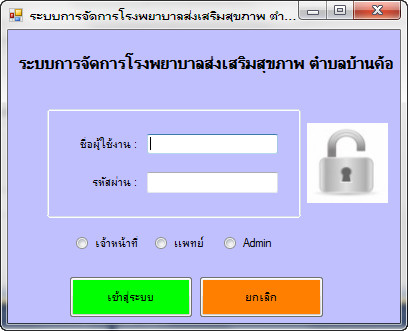 ระบบการจัดการโรงพยาบาลส่งเสริมสุขภาพ ตำ...
ระบบการจัดการโรงพยาบาลส่งเสริมสุขภาพ ตำบลบ้านค้อ
ชื่อผู้ใช้งาน :
รหัสผ่าน :
เจ้าหน้าที่ แพทย์ Admin
เข้าสู่ระบบ ยกเลิก